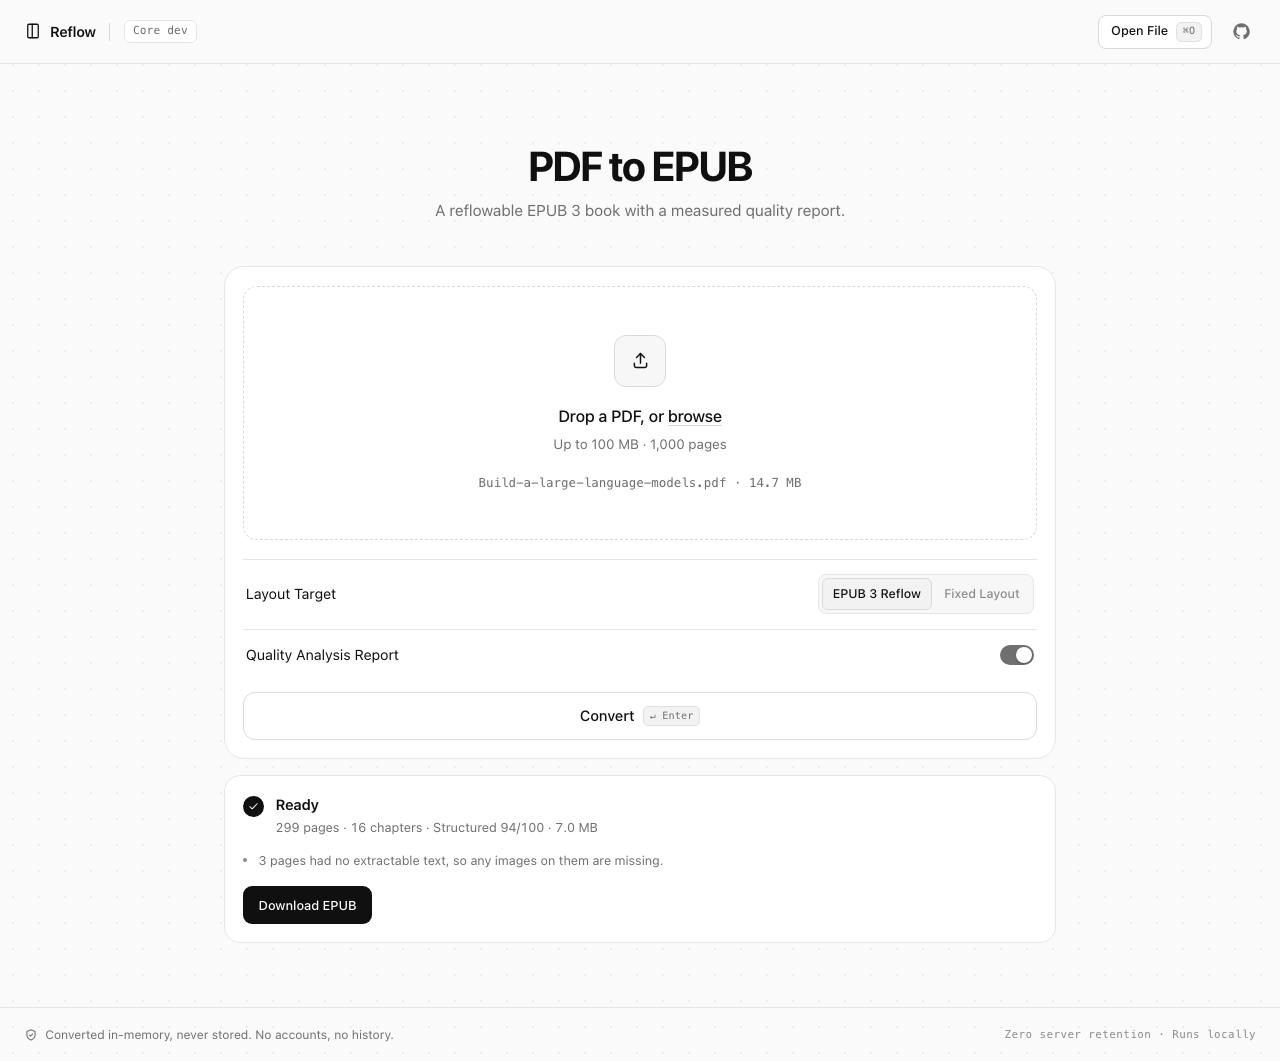 Reflow
Core dev
Open File ⌘O
PDF to EPUB
A reflowable EPUB 3 book with a measured quality report.
Drop a PDF, or browse
Up to 100 MB · 1,000 pages
Build-a-large-language-models.pdf · 14.7 MB
Layout Target
EPUB 3 Reflow
Fixed Layout
Quality Analysis Report
Convert ↵ Enter
Ready
299 pages · 16 chapters · Structured 94/100 · 7.0 MB
• 3 pages had no extractable text, so any images on them are missing.
Download EPUB
Converted in-memory, never stored. No accounts, no history.
Zero server retention · Runs locally